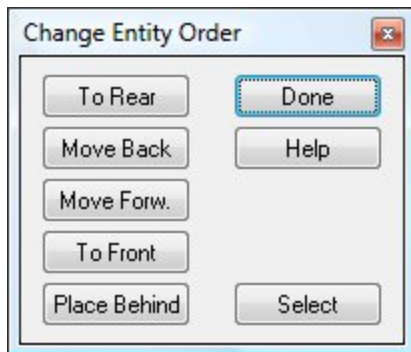 Change Entity Order
To Rear
Done
Move Back
Help
Move Forw.
To Front
Place Behind
Select